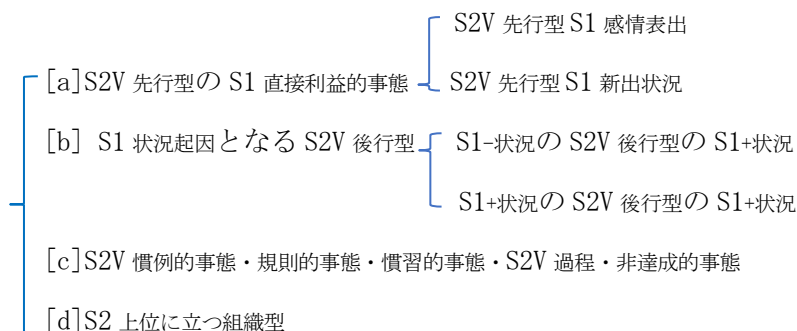 S2V 先行型 S1 感情表出
[a]S2V 先行型の S1 直接利益的事態 S2V 先行型 S1 新出状況
[b] S1 状況起因となる S2V 後行型 S1-状況の S2V 後行型の S1+状況
S1+状況の S2V 後行型の S1+状況
[c]S2V 慣例的事態・規則的事態・慣習的事態・S2V 過程・非達成的事態
[d]S2 上位に立つ組織型